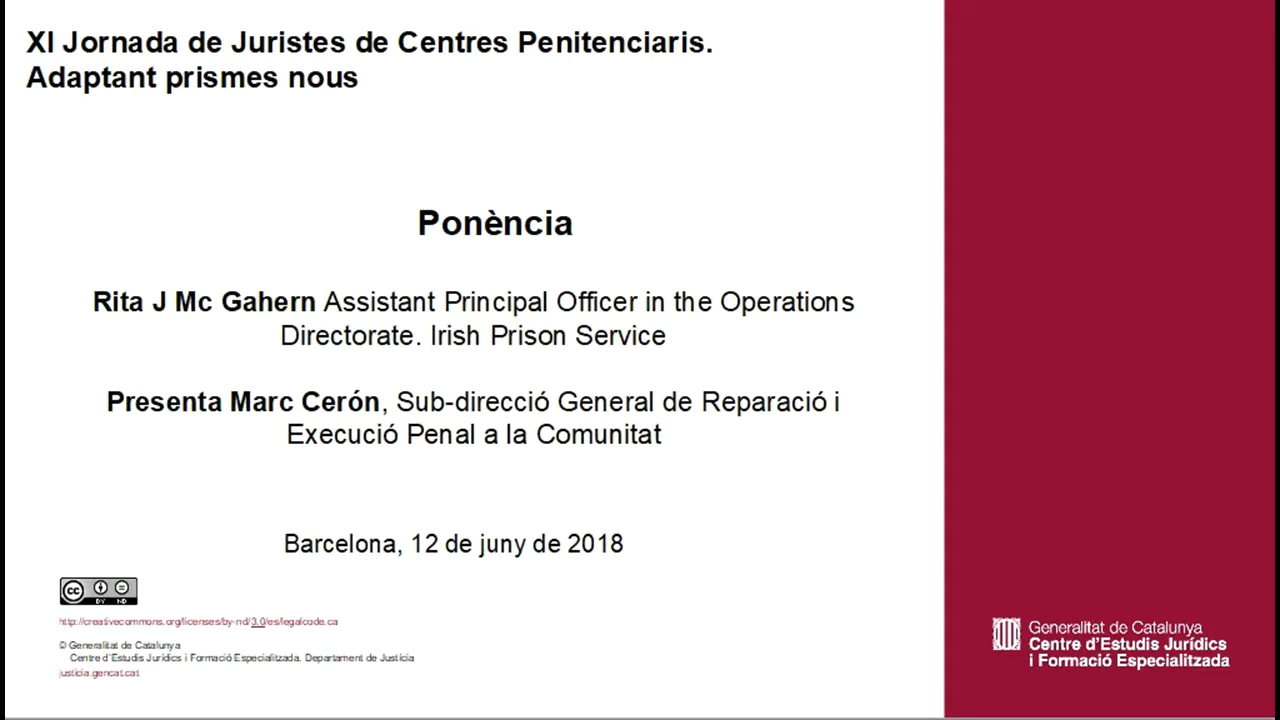 XI Jornada de Juristes de Centres Penitenciaris.
Adaptant prismes nous
Ponència
Rita J Mc Gahern Assistant Principal Officer in the Operations
Directorate. Irish Prison Service
Presenta Marc Cerón, Sub-direcció General de Reparació i
Execució Penal a la Comunitat
Barcelona, 12 de juny de 2018
cc
BY ND
http://creativecommons.org/licenses/by-nd/3.0/es/legalcode.ca
© Generalitat de Catalunya
Centre d'Estudis Jurídics i Formació Especialitzada. Departament de Justícia
justicia.gencat.cat
Generalitat de Catalunya
Centre d'Estudis Jurídics
i Formació Especialitzada